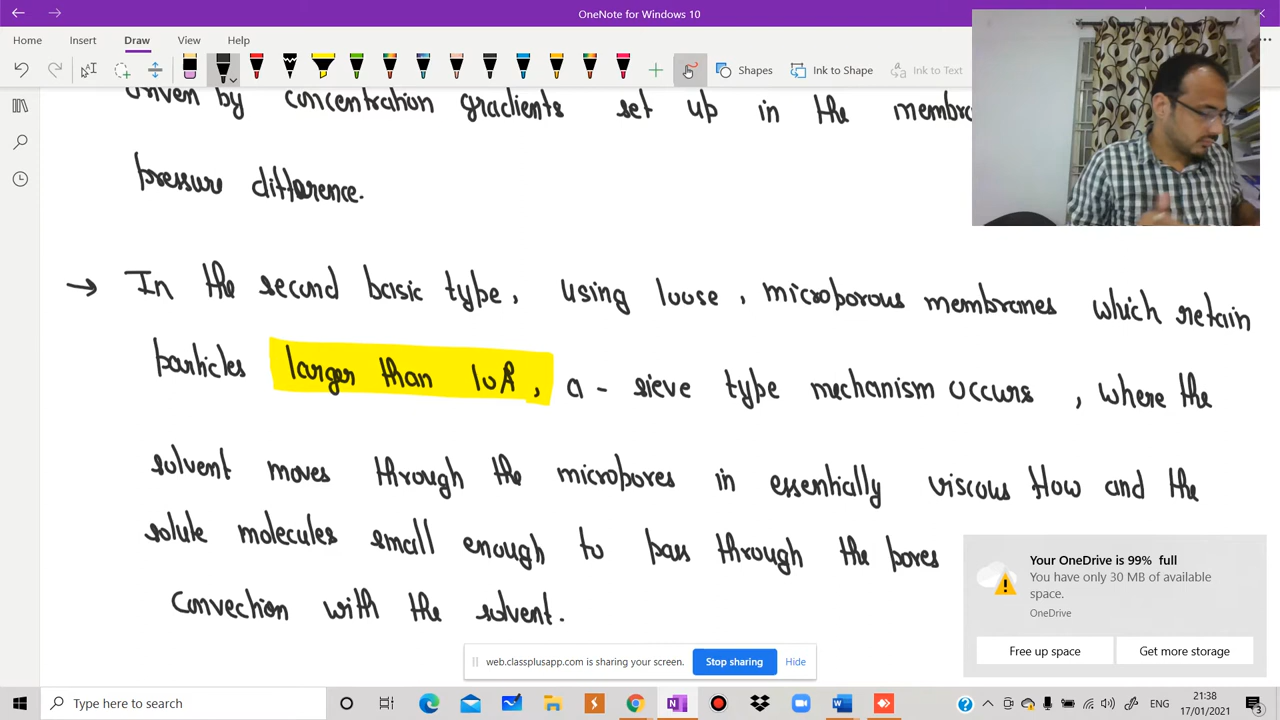 OneNote for Windows 10
Home Insert Draw View Help
Shapes Ink to Shape Ink to Text
driven by concentration gradients set up in the
pressure difference.
→ In the second basic type, using loose, microporous membranes which retain
particles larger than 10Å, a - sieve type mechanism occurs, where the
solvent moves through the micropores in essentially viscous flow and the
solute molecules small enough to pass through the pores
convection with the solvent.
Your OneDrive is 99% full
You have only 30 MB of available
space.
OneDrive
Free up space Get more storage
web.classplusapp.com is sharing your screen. Stop sharing Hide
Type here to search
ENG
21:38
17/01/2021
3